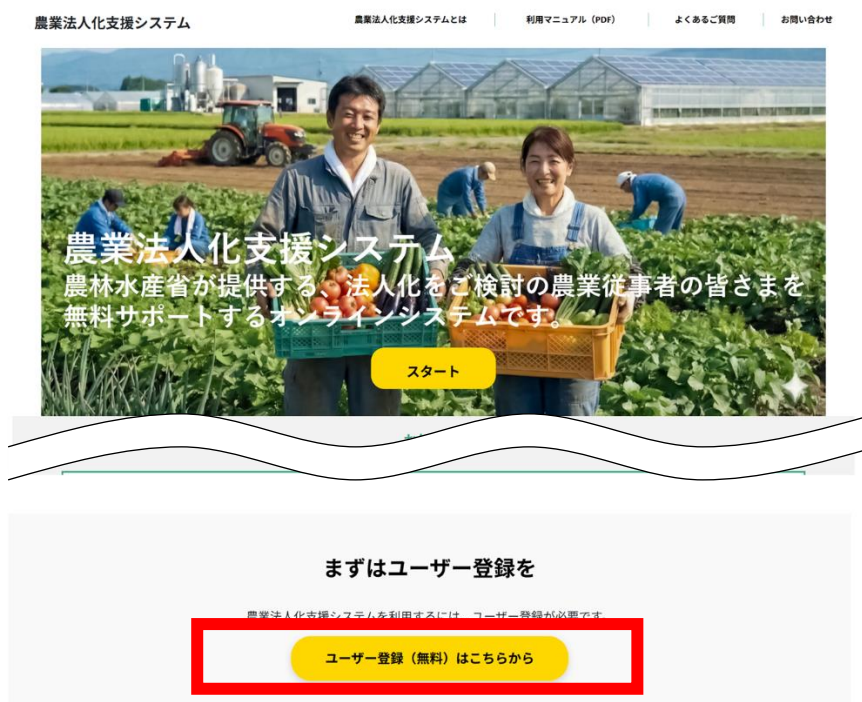 農業法人化支援システム
農業法人化支援システムとは
利用マニュアル（PDF）
よくあるご質問
お問い合わせ
農業法人化支援システム
農林水産省が提供する、法人化をご検討の農業従事者の皆さまを
無料サポートするオンラインシステムです。
スタート
まずはユーザー登録を
農業法人化支援システムを利用するには、ユーザー登録が必要です。
ユーザー登録（無料）はこちらから